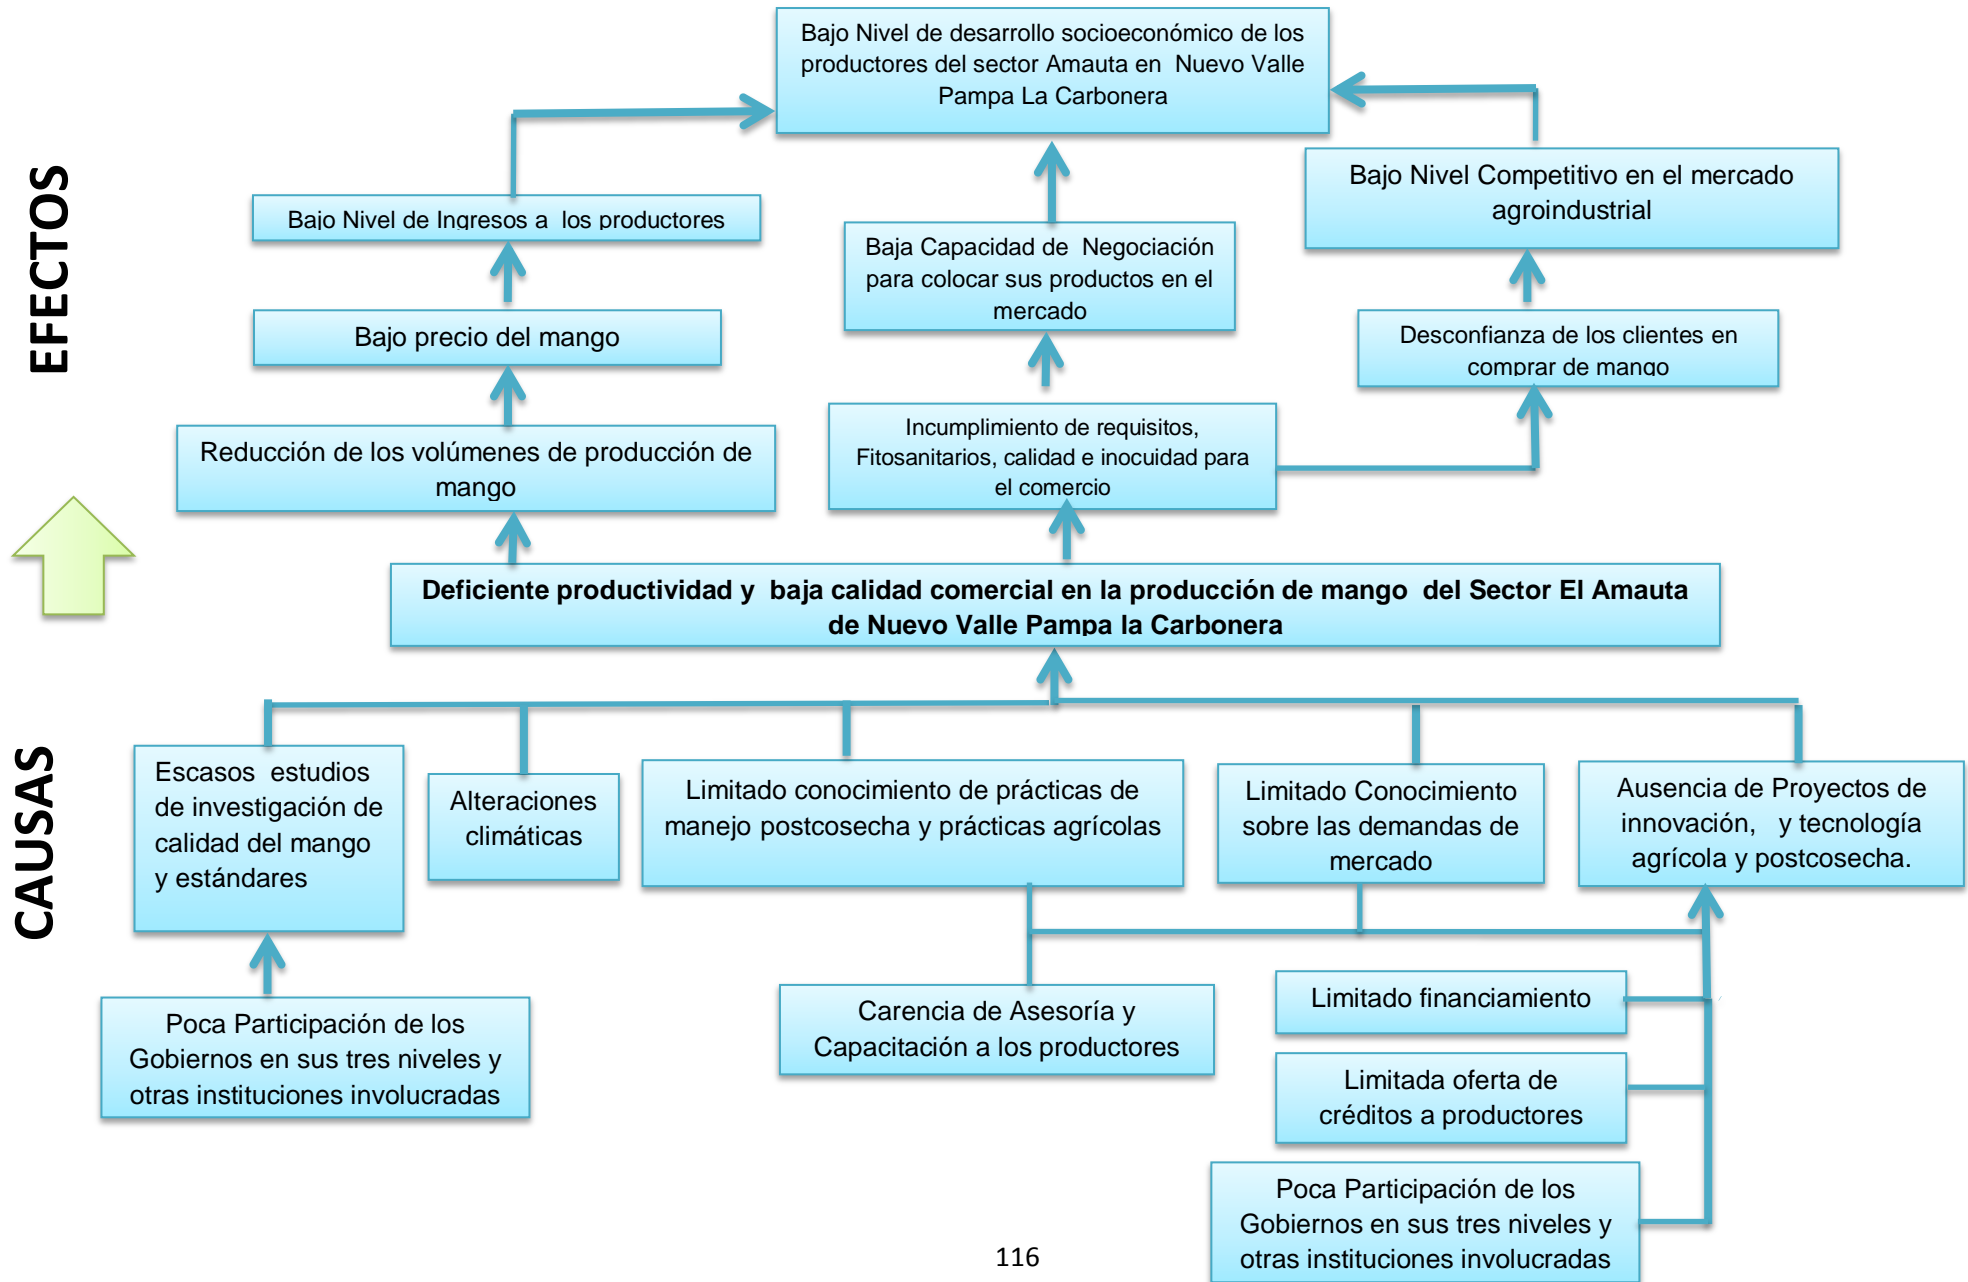 Bajo Nivel de desarrollo socioeconómico de los
productores del sector Amauta en Nuevo Valle
Pampa La Carbonera
EFECTOS
Bajo Nivel de Ingresos a los productores
Baja Capacidad de Negociación
para colocar sus productos en el
mercado
Bajo Nivel Competitivo en el mercado
agroindustrial
Bajo precio del mango
Desconfianza de los clientes en
comprar de mango
Reducción de los volúmenes de producción de
mango
Incumplimiento de requisitos,
Fitosanitarios, calidad e inocuidad para
el comercio
Deficiente productividad y baja calidad comercial en la producción de mango del Sector El Amauta
de Nuevo Valle Pampa la Carbonera
CAUSAS
Escasos estudios
de investigación de
calidad del mango
y estándares
Alteraciones
climáticas
Limitado conocimiento de prácticas de
manejo postcosecha y prácticas agrícolas
Limitado Conocimiento
sobre las demandas de
mercado
Ausencia de Proyectos de
innovación, y tecnología
agrícola y postcosecha.
Poca Participación de los
Gobiernos en sus tres niveles y
otras instituciones involucradas
Carencia de Asesoría y
Capacitación a los productores
Limitado financiamiento
Limitada oferta de
créditos a productores
Poca Participación de los
Gobiernos en sus tres niveles y
otras instituciones involucradas
116